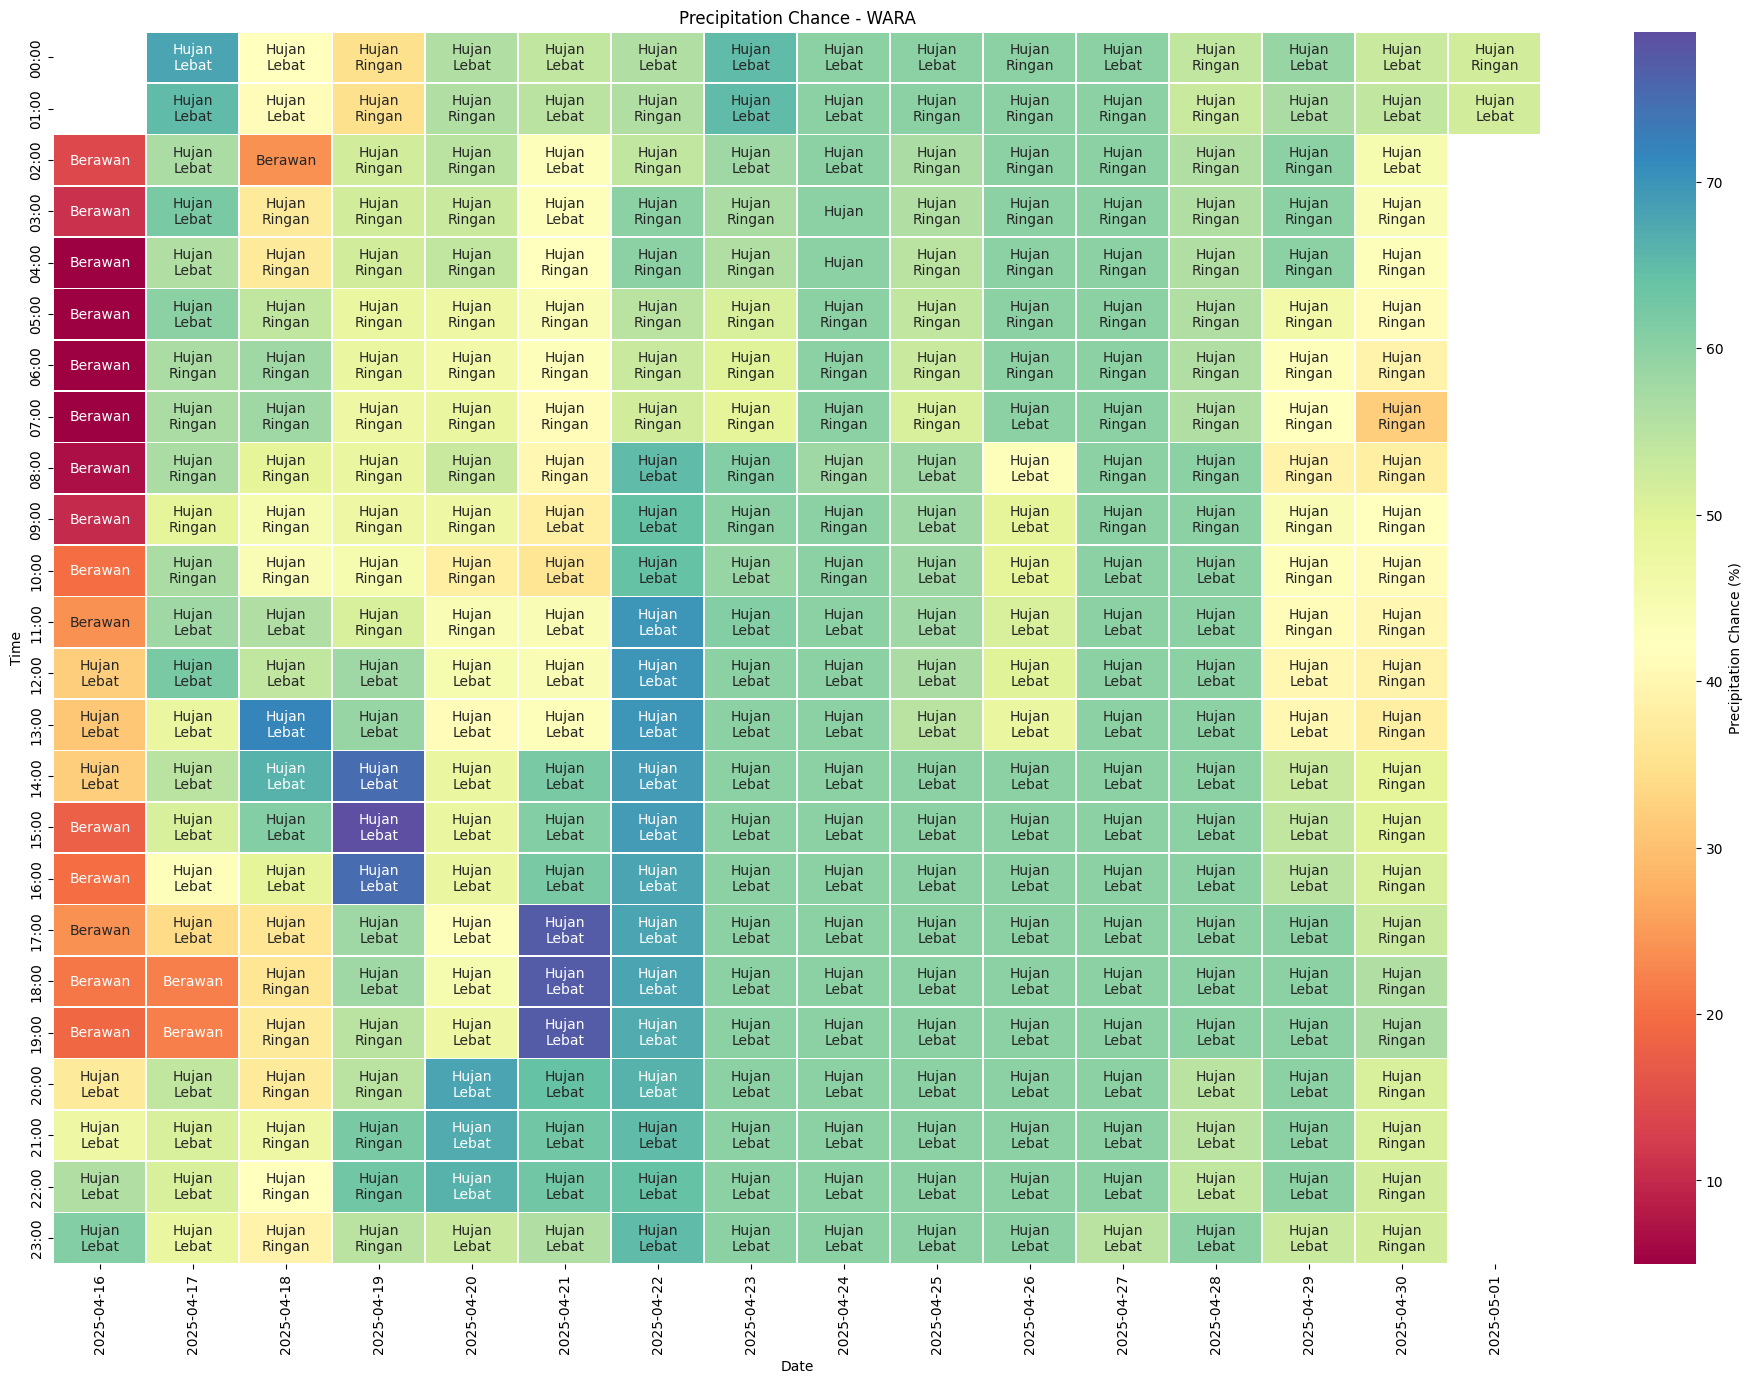 Precipitation Chance - WARA
00:00 Hujan Lebat Hujan Lebat Hujan Ringan Hujan Lebat Hujan Lebat Hujan Lebat Hujan Lebat Hujan Lebat Hujan Lebat Hujan Ringan Hujan Lebat Hujan Ringan Hujan Lebat Hujan Lebat Hujan Ringan
01:00 Hujan Lebat Hujan Lebat Hujan Ringan Hujan Ringan Hujan Lebat Hujan Ringan Hujan Lebat Hujan Lebat Hujan Ringan Hujan Ringan Hujan Ringan Hujan Ringan Hujan Lebat Hujan Lebat Hujan Lebat
02:00 Berawan Hujan Lebat Berawan Hujan Ringan Hujan Ringan Hujan Lebat Hujan Ringan Hujan Lebat Hujan Lebat Hujan Ringan Hujan Ringan Hujan Ringan Hujan Ringan Hujan Ringan Hujan Lebat
03:00 Berawan Hujan Lebat Hujan Ringan Hujan Ringan Hujan Ringan Hujan Lebat Hujan Ringan Hujan Ringan Hujan Hujan Ringan Hujan Ringan Hujan Ringan Hujan Ringan Hujan Ringan Hujan Ringan
04:00 Berawan Hujan Lebat Hujan Ringan Hujan Ringan Hujan Ringan Hujan Ringan Hujan Ringan Hujan Ringan Hujan Hujan Ringan Hujan Ringan Hujan Ringan Hujan Ringan Hujan Ringan Hujan Ringan
05:00 Berawan Hujan Lebat Hujan Ringan Hujan Ringan Hujan Ringan Hujan Ringan Hujan Ringan Hujan Ringan Hujan Ringan Hujan Ringan Hujan Ringan Hujan Ringan Hujan Ringan Hujan Ringan Hujan Ringan
06:00 Berawan Hujan Ringan Hujan Ringan Hujan Ringan Hujan Ringan Hujan Ringan Hujan Ringan Hujan Ringan Hujan Ringan Hujan Ringan Hujan Ringan Hujan Ringan Hujan Ringan Hujan Ringan Hujan Ringan
07:00 Berawan Hujan Ringan Hujan Ringan Hujan Ringan Hujan Ringan Hujan Ringan Hujan Ringan Hujan Ringan Hujan Ringan Hujan Ringan Hujan Lebat Hujan Ringan Hujan Ringan Hujan Ringan Hujan Ringan
08:00 Berawan Hujan Ringan Hujan Ringan Hujan Ringan Hujan Ringan Hujan Ringan Hujan Lebat Hujan Ringan Hujan Ringan Hujan Lebat Hujan Lebat Hujan Ringan Hujan Ringan Hujan Ringan Hujan Ringan
09:00 Berawan Hujan Ringan Hujan Ringan Hujan Ringan Hujan Ringan Hujan Lebat Hujan Lebat Hujan Ringan Hujan Ringan Hujan Lebat Hujan Lebat Hujan Ringan Hujan Ringan Hujan Ringan Hujan Ringan
10:00 Berawan Hujan Ringan Hujan Ringan Hujan Ringan Hujan Ringan Hujan Lebat Hujan Lebat Hujan Lebat Hujan Ringan Hujan Lebat Hujan Lebat Hujan Lebat Hujan Lebat Hujan Ringan Hujan Ringan
11:00 Berawan Hujan Lebat Hujan Lebat Hujan Ringan Hujan Ringan Hujan Lebat Hujan Lebat Hujan Lebat Hujan Lebat Hujan Lebat Hujan Lebat Hujan Lebat Hujan Lebat Hujan Ringan Hujan Ringan
12:00 Hujan Lebat Hujan Lebat Hujan Lebat Hujan Lebat Hujan Lebat Hujan Lebat Hujan Lebat Hujan Lebat Hujan Lebat Hujan Lebat Hujan Lebat Hujan Lebat Hujan Lebat Hujan Lebat Hujan Ringan
13:00 Hujan Lebat Hujan Lebat Hujan Lebat Hujan Lebat Hujan Lebat Hujan Lebat Hujan Lebat Hujan Lebat Hujan Lebat Hujan Lebat Hujan Lebat Hujan Lebat Hujan Lebat Hujan Lebat Hujan Ringan
14:00 Hujan Lebat Hujan Lebat Hujan Lebat Hujan Lebat Hujan Lebat Hujan Lebat Hujan Lebat Hujan Lebat Hujan Lebat Hujan Lebat Hujan Lebat Hujan Lebat Hujan Lebat Hujan Lebat Hujan Ringan
15:00 Berawan Hujan Lebat Hujan Lebat Hujan Lebat Hujan Lebat Hujan Lebat Hujan Lebat Hujan Lebat Hujan Lebat Hujan Lebat Hujan Lebat Hujan Lebat Hujan Lebat Hujan Lebat Hujan Ringan
16:00 Berawan Hujan Lebat Hujan Lebat Hujan Lebat Hujan Lebat Hujan Lebat Hujan Lebat Hujan Lebat Hujan Lebat Hujan Lebat Hujan Lebat Hujan Lebat Hujan Lebat Hujan Lebat Hujan Ringan
17:00 Berawan Hujan Lebat Hujan Lebat Hujan Lebat Hujan Lebat Hujan Lebat Hujan Lebat Hujan Lebat Hujan Lebat Hujan Lebat Hujan Lebat Hujan Lebat Hujan Lebat Hujan Lebat Hujan Ringan
18:00 Berawan Berawan Hujan Ringan Hujan Lebat Hujan Lebat Hujan Lebat Hujan Lebat Hujan Lebat Hujan Lebat Hujan Lebat Hujan Lebat Hujan Lebat Hujan Lebat Hujan Lebat Hujan Ringan
19:00 Berawan Berawan Hujan Ringan Hujan Ringan Hujan Lebat Hujan Lebat Hujan Lebat Hujan Lebat Hujan Lebat Hujan Lebat Hujan Lebat Hujan Lebat Hujan Lebat Hujan Lebat Hujan Ringan
20:00 Hujan Lebat Hujan Lebat Hujan Ringan Hujan Ringan Hujan Lebat Hujan Lebat Hujan Lebat Hujan Lebat Hujan Lebat Hujan Lebat Hujan Lebat Hujan Lebat Hujan Lebat Hujan Lebat Hujan Ringan
21:00 Hujan Lebat Hujan Lebat Hujan Ringan Hujan Ringan Hujan Lebat Hujan Lebat Hujan Lebat Hujan Lebat Hujan Lebat Hujan Lebat Hujan Lebat Hujan Lebat Hujan Lebat Hujan Lebat Hujan Ringan
22:00 Hujan Lebat Hujan Lebat Hujan Ringan Hujan Ringan Hujan Lebat Hujan Lebat Hujan Lebat Hujan Lebat Hujan Lebat Hujan Lebat Hujan Lebat Hujan Lebat Hujan Lebat Hujan Lebat Hujan Ringan
23:00 Hujan Lebat Hujan Lebat Hujan Ringan Hujan Ringan Hujan Lebat Hujan Lebat Hujan Lebat Hujan Lebat Hujan Lebat Hujan Lebat Hujan Lebat Hujan Lebat Hujan Lebat Hujan Lebat Hujan Ringan
Time
2025-04-16 2025-04-17 2025-04-18 2025-04-19 2025-04-20 2025-04-21 2025-04-22 2025-04-23 2025-04-24 2025-04-25 2025-04-26 2025-04-27 2025-04-28 2025-04-29 2025-04-30 2025-05-01
Date
70
60
50
40
30
20
10
Precipitation Chance (%)